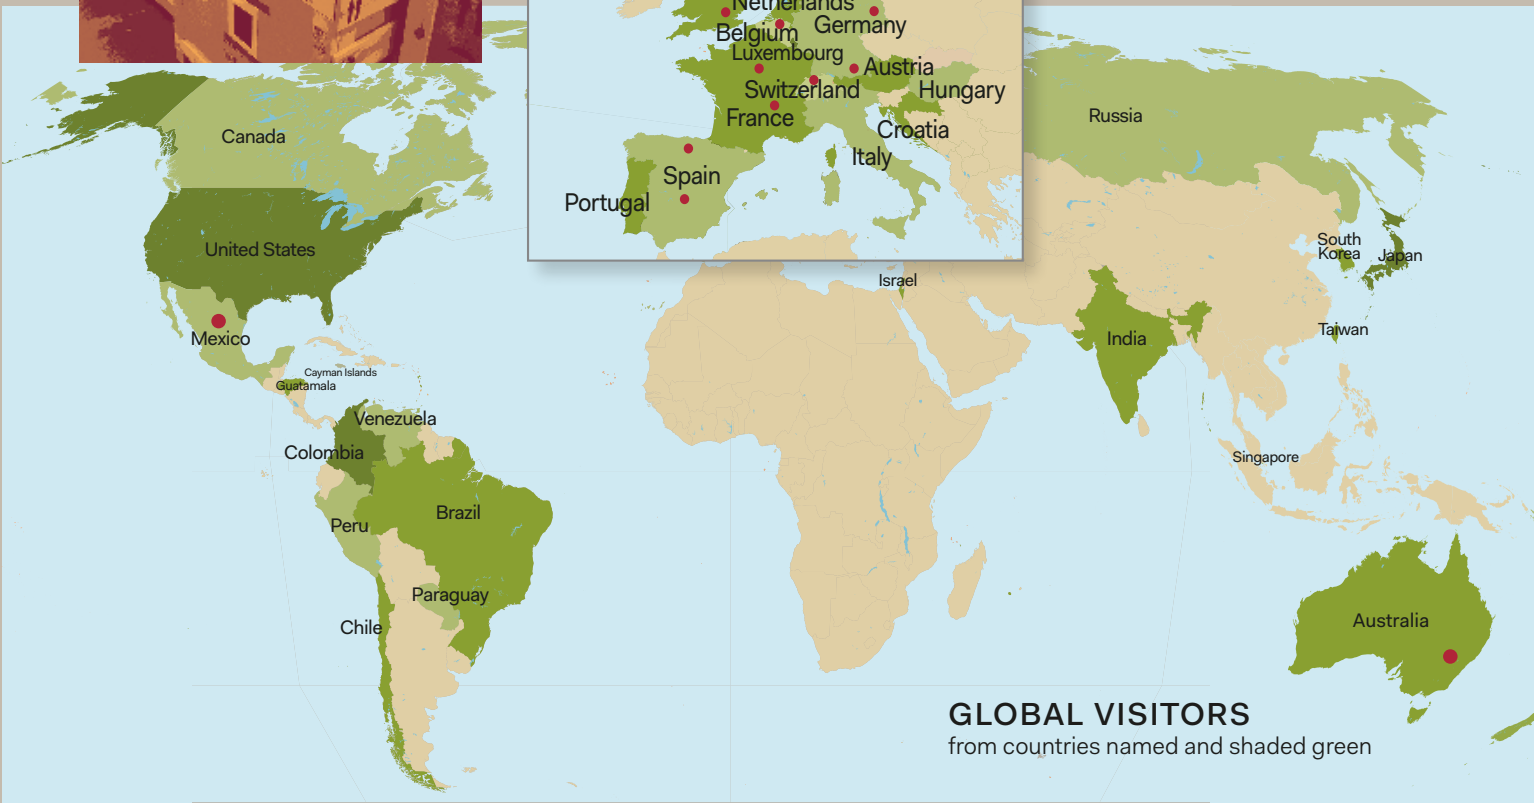 Netherlands
Belgium
Germany
Luxembourg
Austria
Switzerland
Hungary
France
Croatia
Italy
Spain
Portugal
Canada
Russia
United States
South
Korea
Japan
Israel
Mexico
Taiwan
India
Cayman Islands
Guatamala
Venezuela
Colombia
Singapore
Peru
Brazil
Paraguay
Chile
Australia
GLOBAL VISITORS
from countries named and shaded green